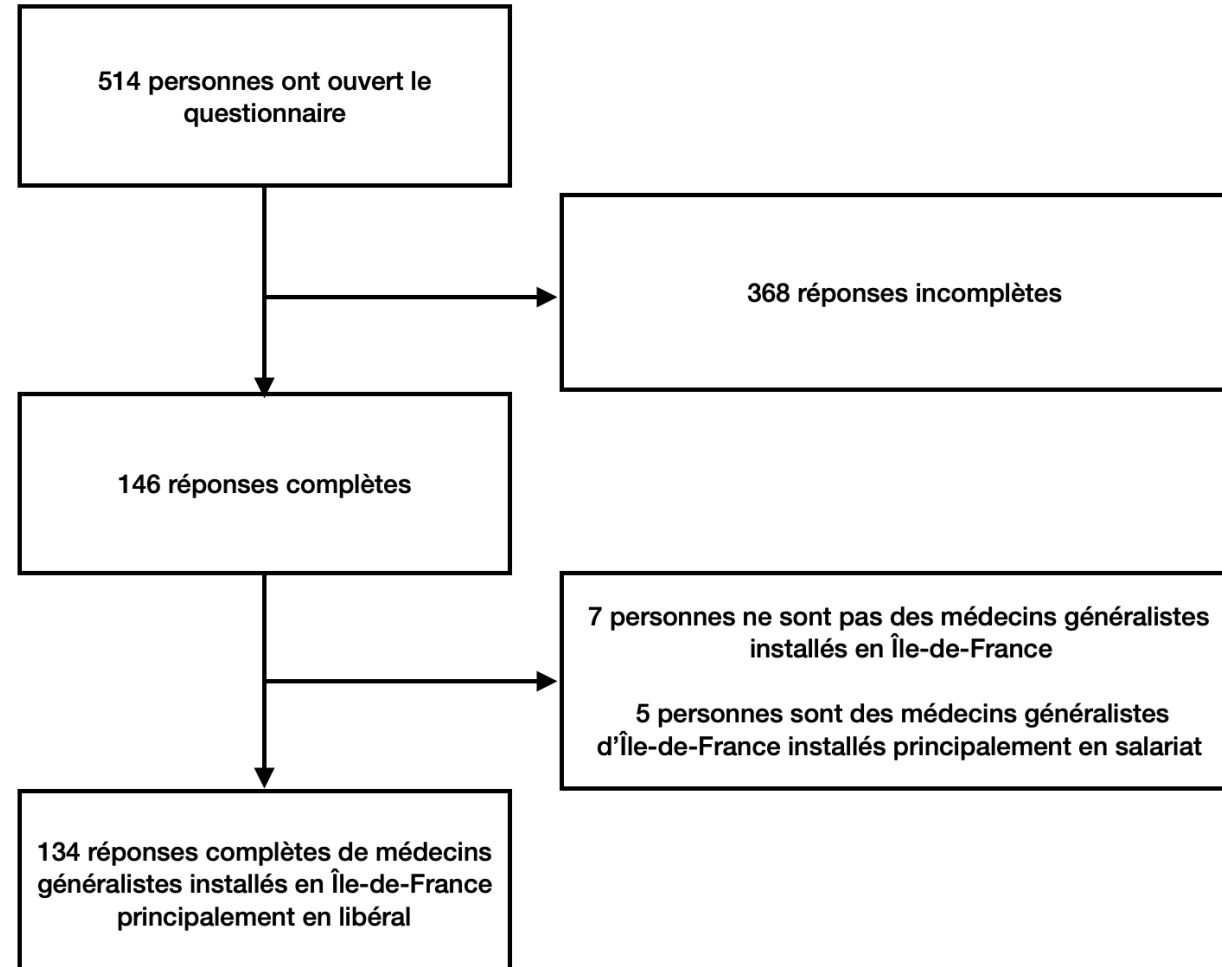 514 personnes ont ouvert le
questionnaire
368 réponses incomplètes
146 réponses complètes
7 personnes ne sont pas des médecins généralistes
installés en Île-de-France
5 personnes sont des médecins généralistes
d’Île-de-France installés principalement en salariat
134 réponses complètes de médecins
généralistes installés en Île-de-France
principalement en libéral